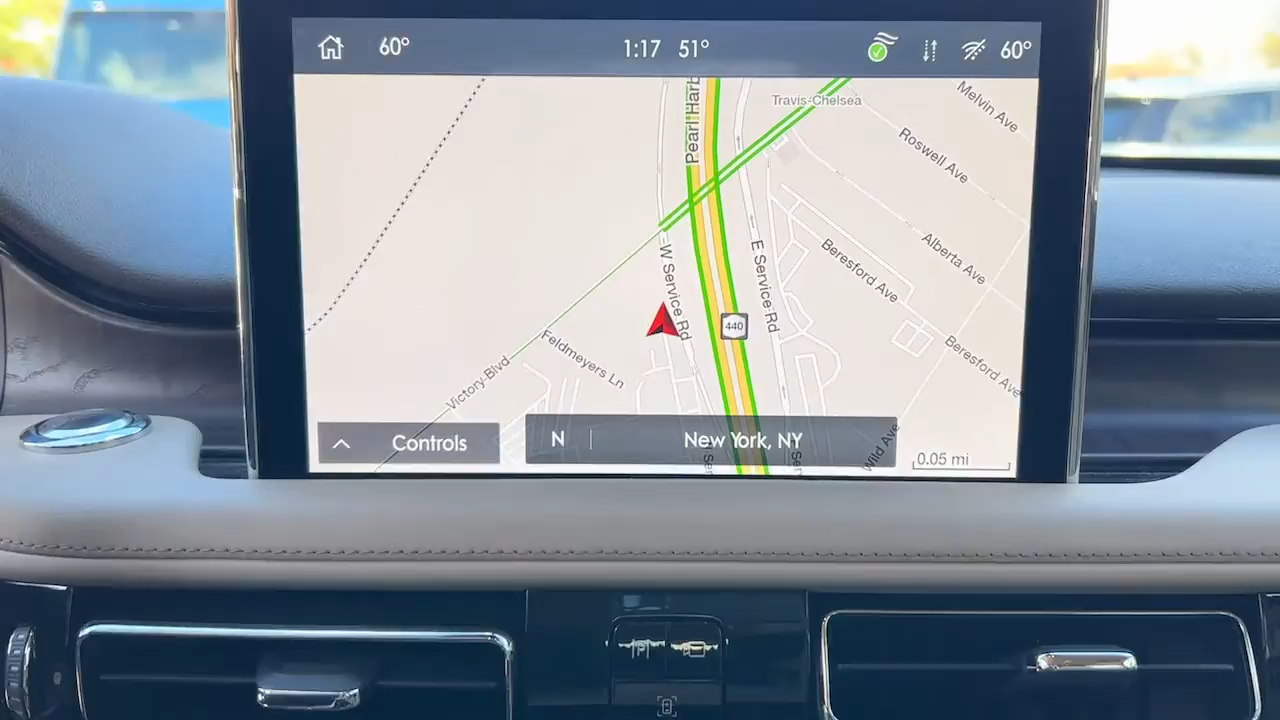 60°
1:17 51°
60°
Pearl Harb
Travis-Chelsea
Melvin Ave
Roswell Ave
Alberta Ave
Beresford Ave
W Service Rd
E Service Rd
440
Feldmeyers Ln
Victory Blvd
Beresford Ave
Wild Ave
Controls
N
New York, NY
0.05 mi